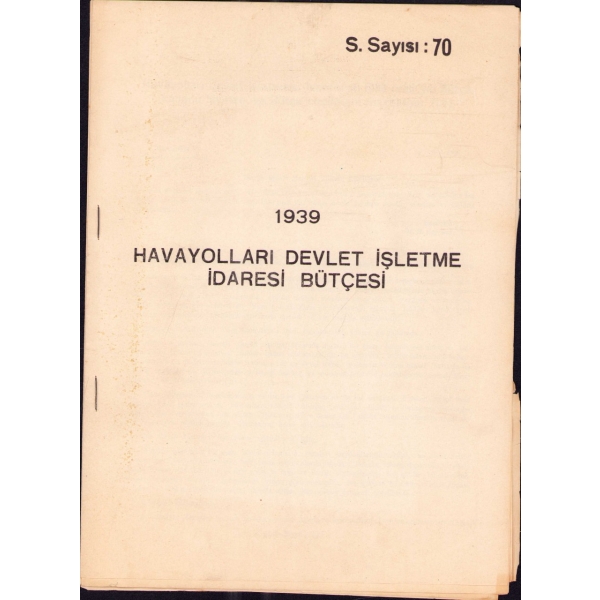 S. Sayısı : 70
1939
HAVAYOLLARI DEVLET İŞLETME
İDARESİ BÜTÇESİ